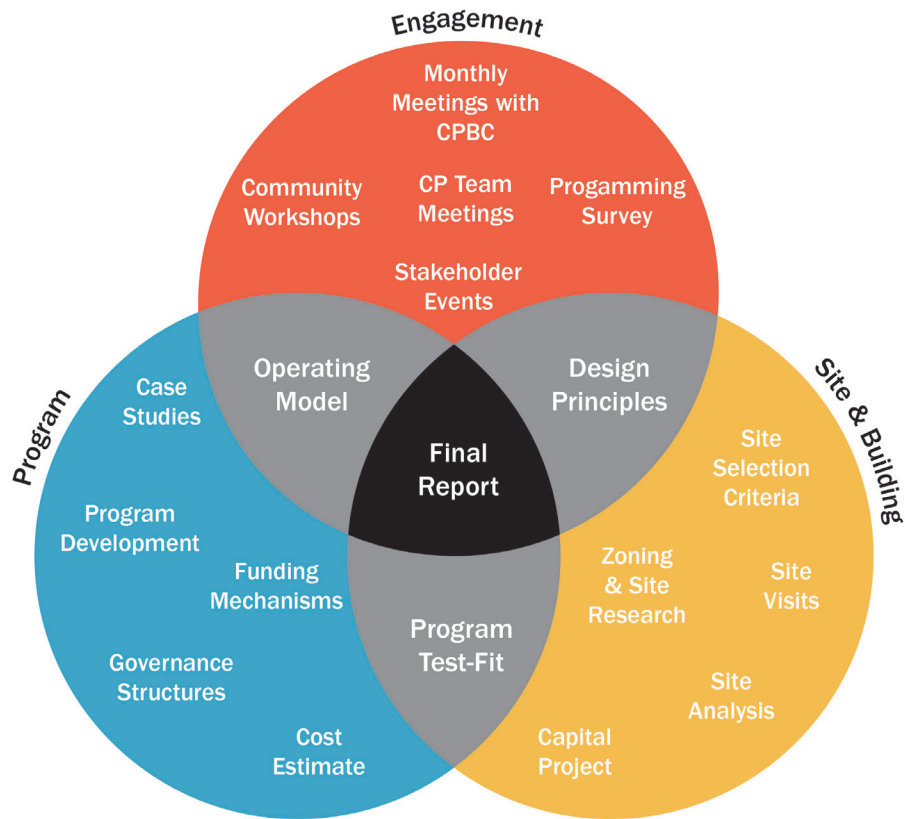 Engagement
Monthly
Meetings with
CPBC
Community
Workshops
CP Team
Meetings
Progamming
Survey
Stakeholder
Events
Operating
Model
Design
Principles
Final
Report
Program
Test-Fit
Program
Case
Studies
Program
Development
Funding
Mechanisms
Governance
Structures
Cost
Estimate
Site & Building
Site
Selection
Criteria
Zoning
& Site
Research
Site
Visits
Site
Analysis
Capital
Project